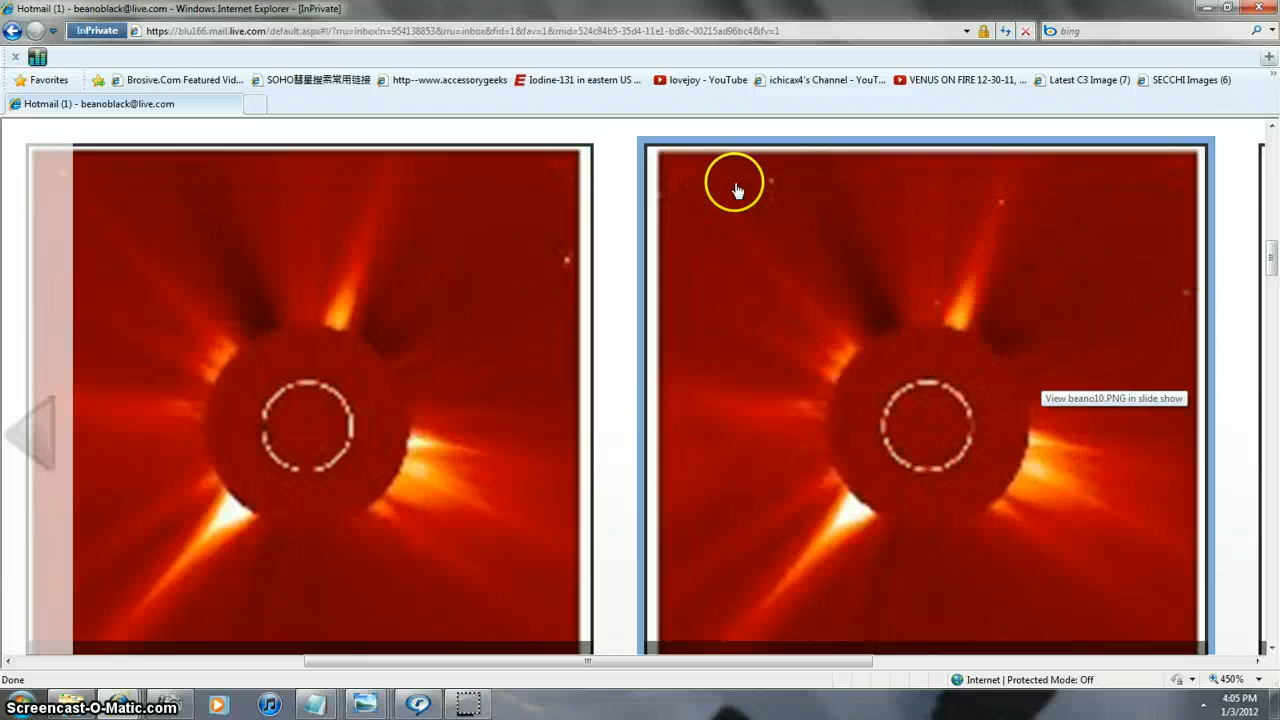 Hotmail (1) - beanoblack@live.com - Windows Internet Explorer - [InPrivate]
InPrivate
https://blu166.mail.live.com/default.aspx#!/?rru=inbox!n=954138853&rru=inbox&fid=1&fav=1&mid=524c84b5-35d4-11e1-bd8c-00215ad96bc4&fv=1
bing
Favorites
Brosive.Com Featured Vid...
SOHO彗星搜索常用链接
http--www.accessorygeeks
Iodine-131 in eastern US ...
lovejoy - YouTube
ichicax4's Channel - YouT...
VENUS ON FIRE 12-30-11, ...
Latest C3 Image (7)
SECCHI Images (6)
Hotmail (1) - beanoblack@live.com
View beano10.PNG in slide show
Done
Internet | Protected Mode: Off
450%
Screencast-O-Matic.com
4:05 PM
1/3/2012